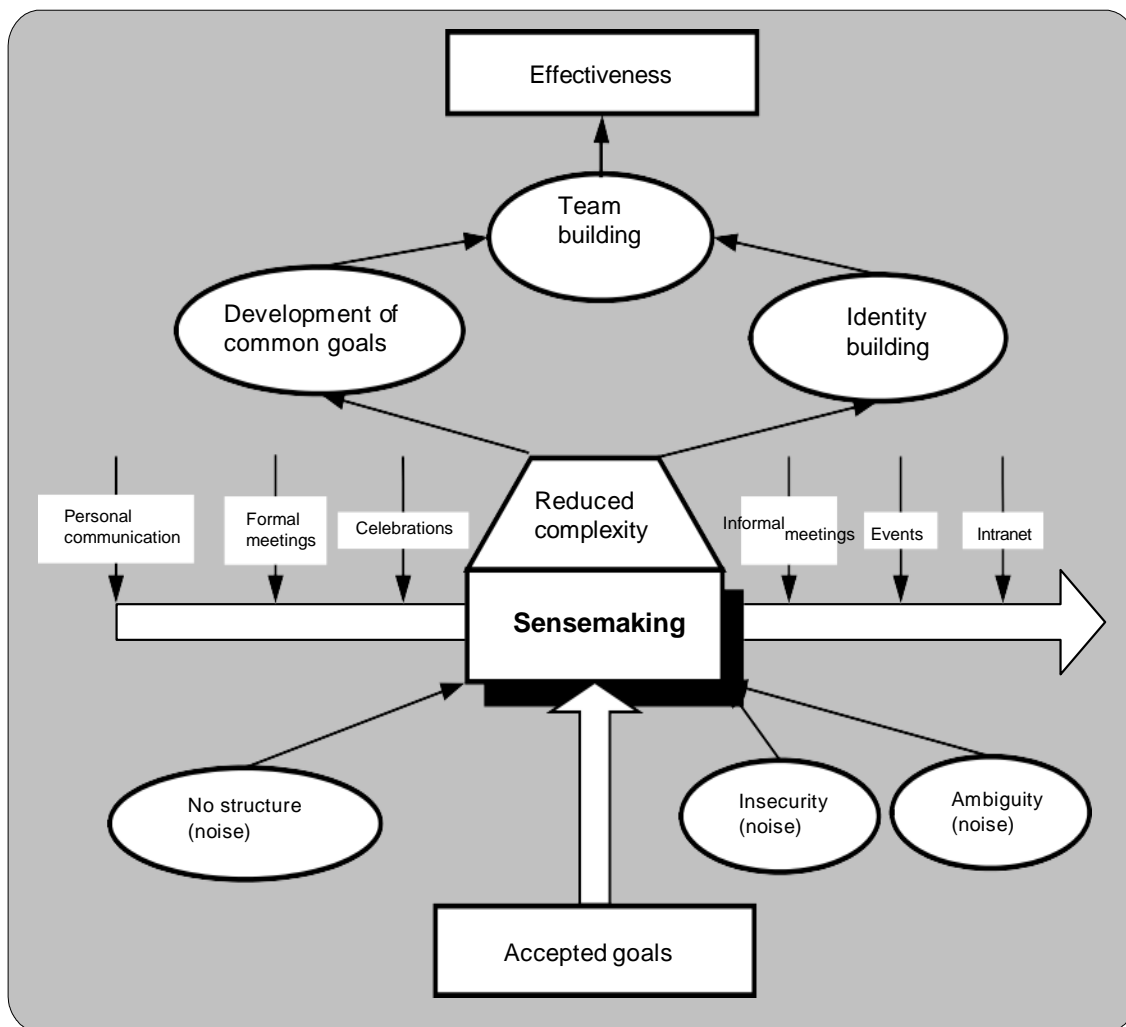 Effectiveness
Team
building
Development of
common goals
Identity
building
Reduced
complexity
Personal
communication
Formal
meetings
Celebrations
Informal
meetings
Events
Intranet
Sensemaking
No structure
(noise)
Insecurity
(noise)
Ambiguity
(noise)
Accepted goals